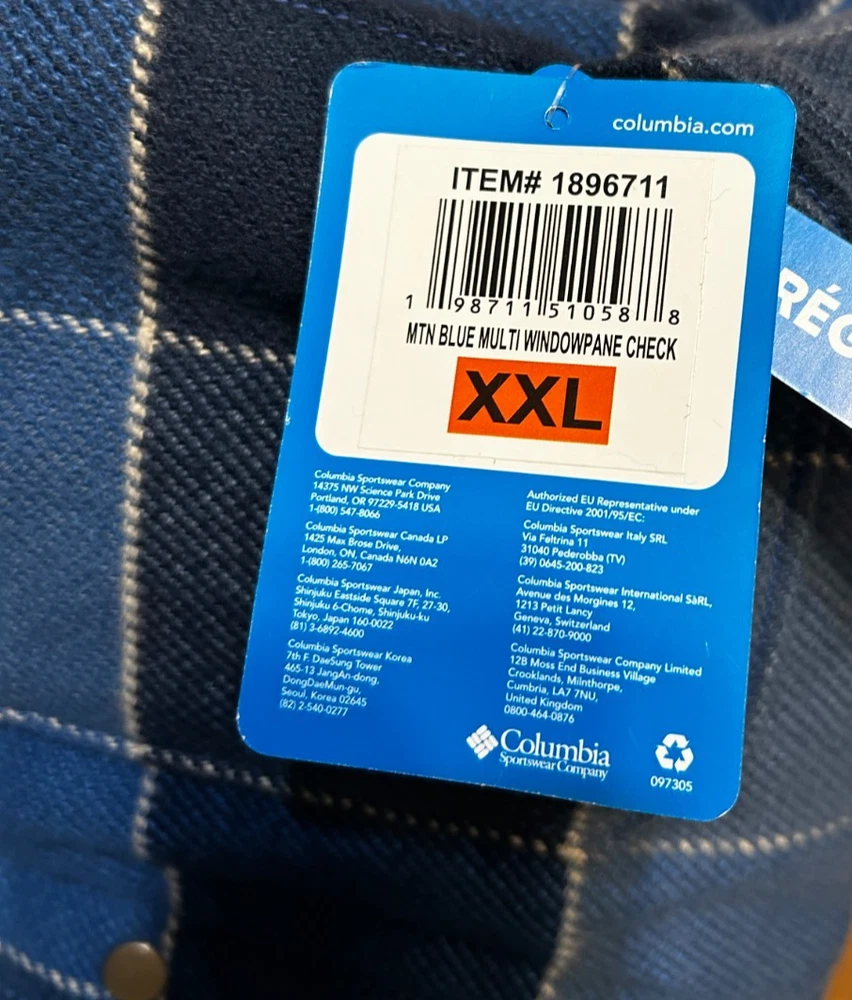 columbia.com
ITEM# 1896711
1 98711 51058 8
MTN BLUE MULTI WINDOWPANE CHECK
XXL
Columbia Sportswear Company
14375 NW Science Park Drive
Portland, OR 97229-5418 USA
1-(800) 547-8066
Columbia Sportswear Canada LP
1425 Max Brose Drive,
London, ON, Canada N6N 0A2
1-(800) 265-7067
Columbia Sportswear Japan, Inc.
Shinjuku Eastside Square 7F, 27-30,
Shinjuku 6-Chome, Shinjuku-ku
Tokyo, Japan 160-0022
(81) 3-6892-4600
Columbia Sportswear Korea
7th F. DaeSung Tower
465-13 JangAn-dong,
DongDaeMun-gu,
Seoul, Korea 02645
(82) 2-540-0277
Authorized EU Representative under
EU Directive 2001/95/EC:
Columbia Sportswear Italy SRL
Via Feltrina 11
31040 Pederobba (TV)
(39) 0645-200-823
Columbia Sportswear International SàRL,
Avenue des Morgines 12,
1213 Petit Lancy
Geneva, Switzerland
(41) 22-870-9000
Columbia Sportswear Company Limited
12B Moss End Business Village
Crooklands, Milnthorpe,
Cumbria, LA7 7NU,
United Kingdom
0800-464-0876
Columbia
Sportswear Company
097305
RÉG